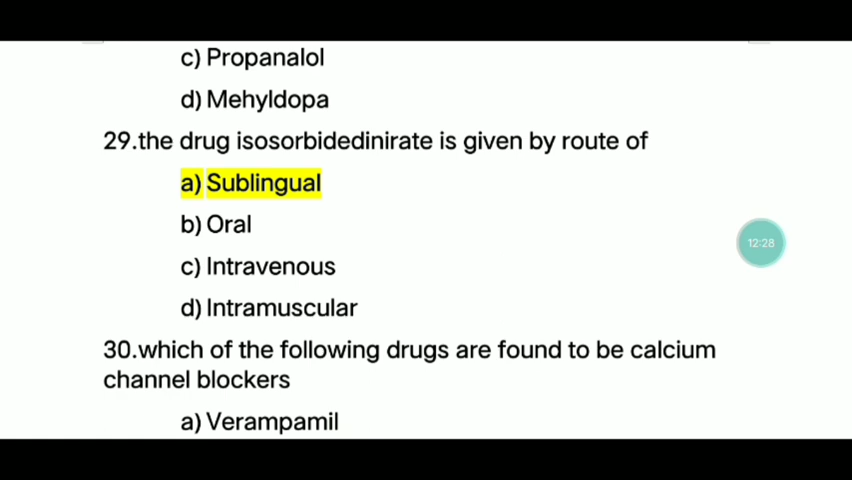 c) Propanalol
d) Mehyldopa
29.the drug isosorbidedinirate is given by route of
a) Sublingual
b) Oral
c) Intravenous
d) Intramuscular
12:28
30.which of the following drugs are found to be calcium
channel blockers
a) Verampamil